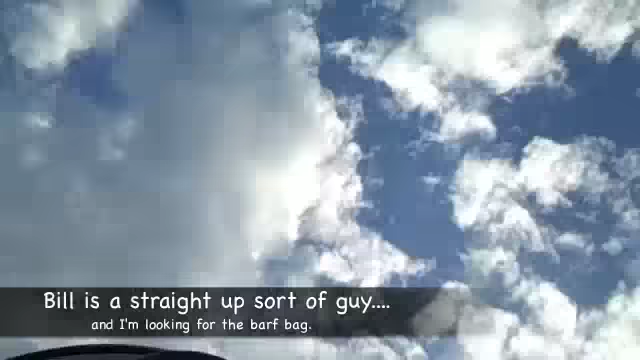 Bill is a straight up sort of guy....
and I'm looking for the barf bag.